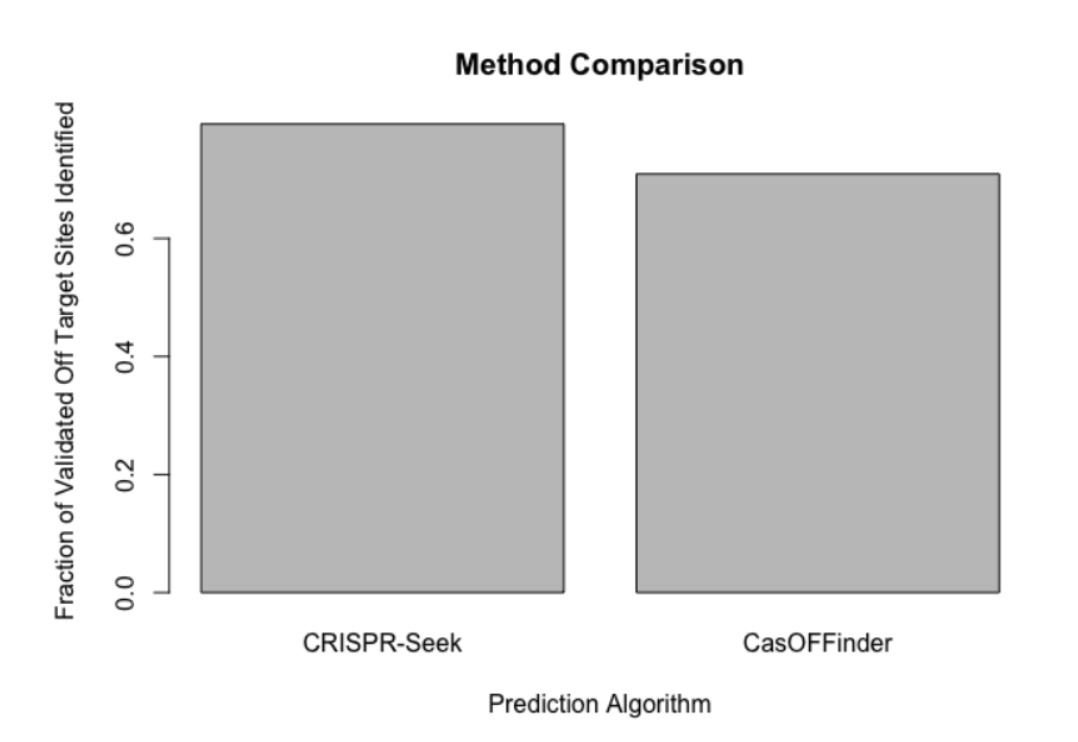 Method Comparison
Fraction of Validated Off Target Sites Identified
0.6
0.4
0.2
0.0
CRISPR-Seek
CasOFFinder
Prediction Algorithm